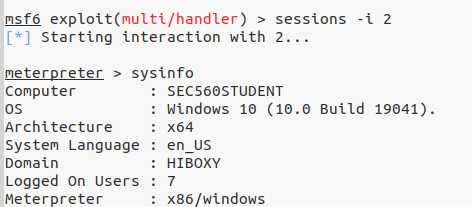 msf6 exploit(multi/handler) > sessions -i 2
[*] Starting interaction with 2...
meterpreter > sysinfo
Computer        : SEC560STUDENT
OS              : Windows 10 (10.0 Build 19041).
Architecture    : x64
System Language : en_US
Domain          : HIBOXY
Logged On Users : 7
Meterpreter     : x86/windows